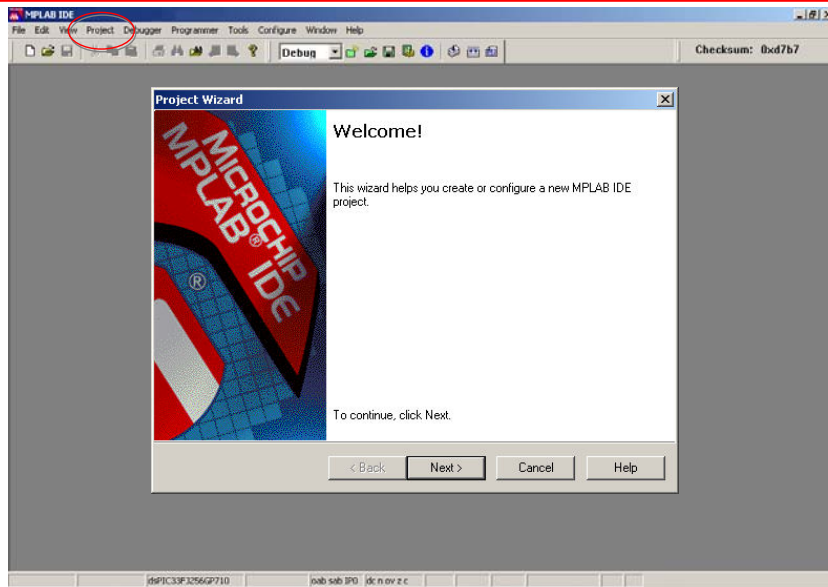 MPLAB IDE
File Edit View Project Debugger Programmer Tools Configure Window Help
Debug
Checksum: 0xd7b7
Project Wizard
MICROCHIP
MPLAB® IDE
®
Welcome!
This wizard helps you create or configure a new MPLAB IDE
project.
To continue, click Next.
< Back Next > Cancel Help
dsPIC33FJ256GP710 oab sab IP0 dc n ov z c